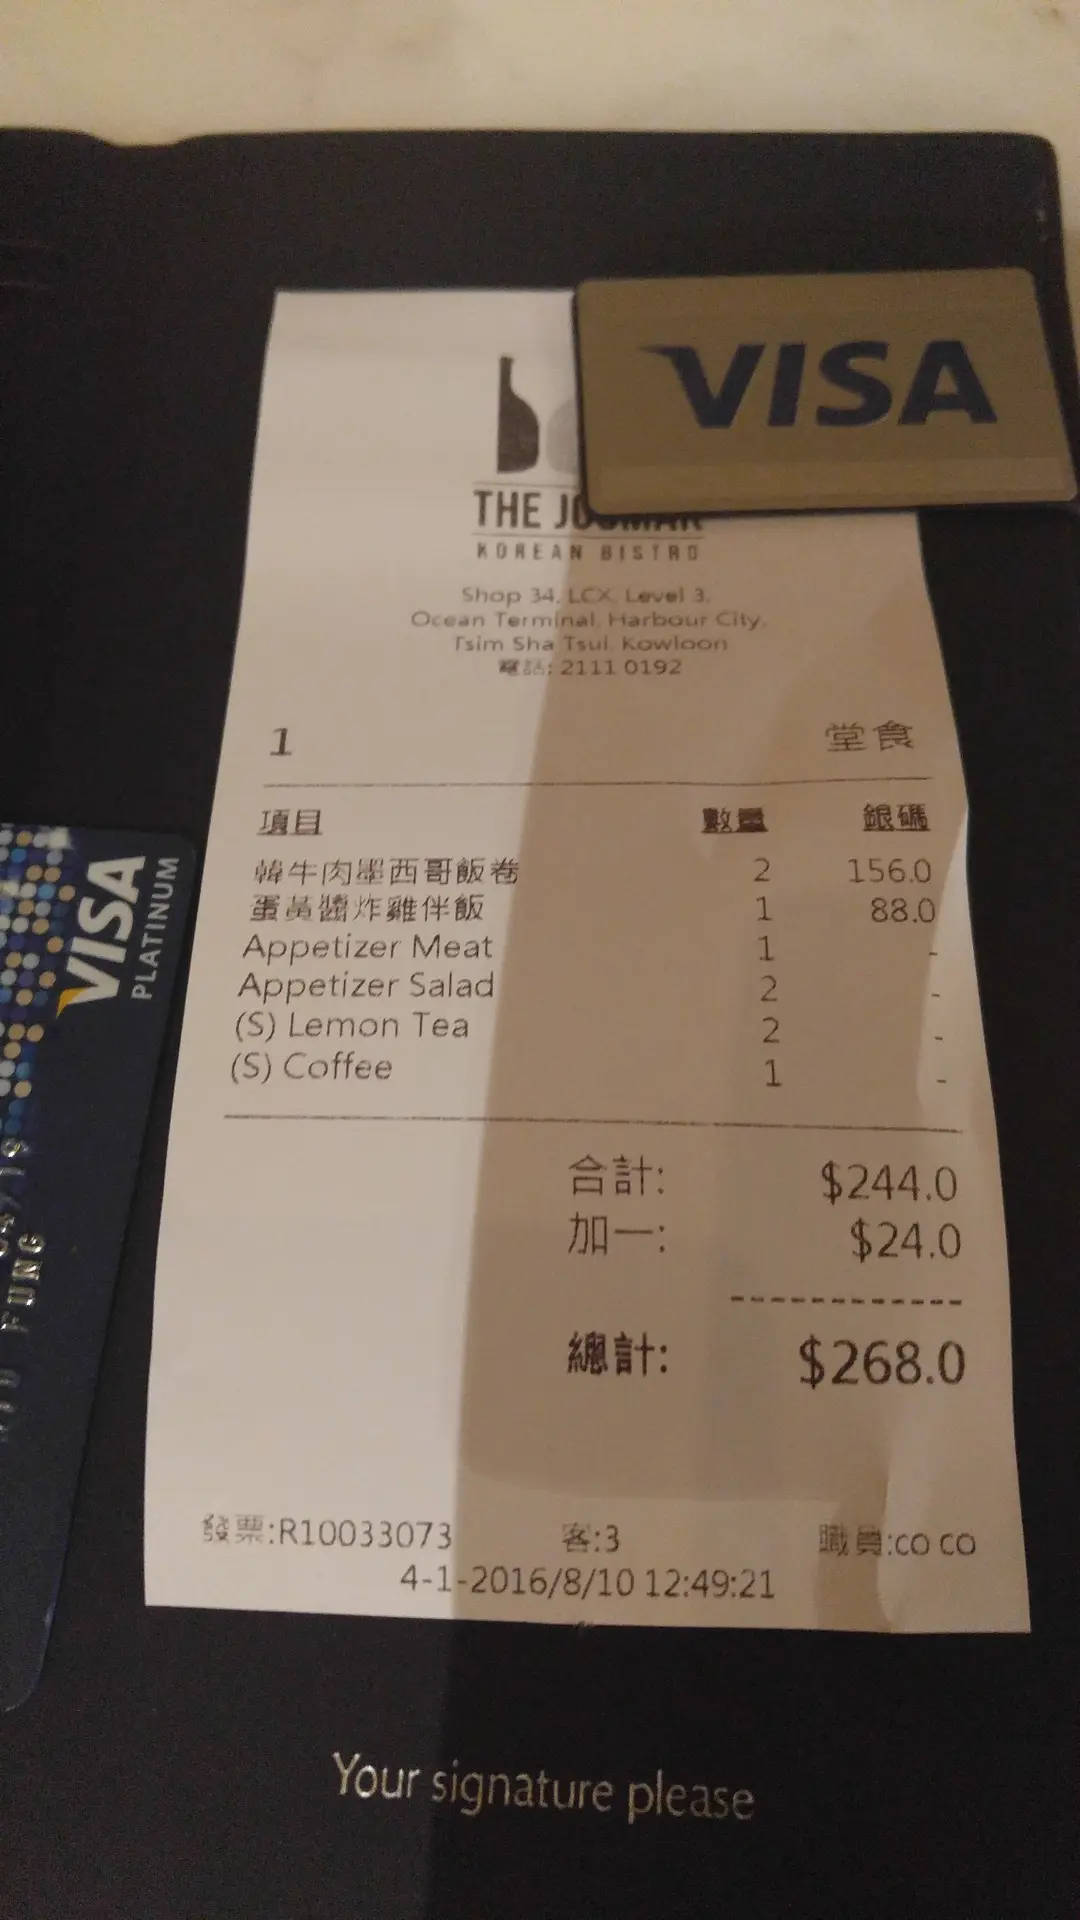 VISA
THE JOOMAK
KOREAN BISTRO
Shop 34, LCX, Level 3,
Ocean Terminal, Harbour City,
Tsim Sha Tsui, Kowloon
電話: 2111 0192
1 堂食
項目 數量 銀碼
韓牛肉墨西哥飯卷 2 156.0
蛋黃醬炸雞伴飯 1 88.0
Appetizer Meat 1 -
Appetizer Salad 2 -
(S) Lemon Tea 2 -
(S) Coffee 1 -
合計: $244.0
加一: $24.0
總計: $268.0
發票:R10033073 客:3 職員:co co
4-1-2016/8/10 12:49:21
Your signature please
VISA
PLATINUM
FUNG